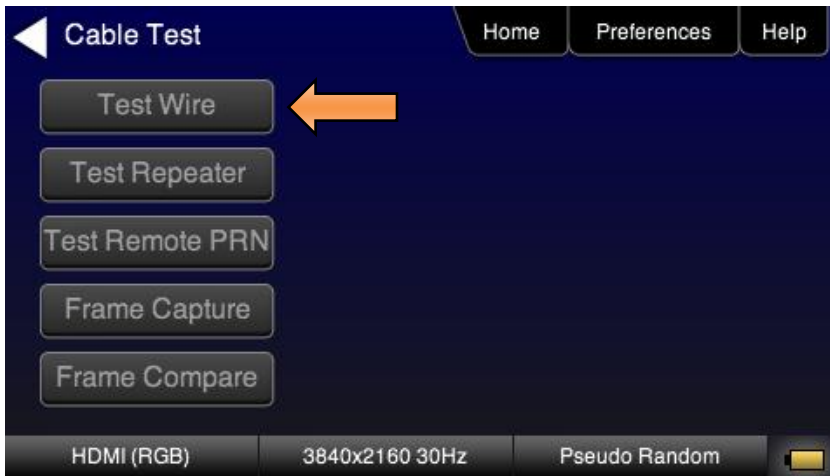 Cable Test
Home
Preferences
Help
Test Wire
Test Repeater
Test Remote PRN
Frame Capture
Frame Compare
HDMI (RGB)
3840x2160 30Hz
Pseudo Random